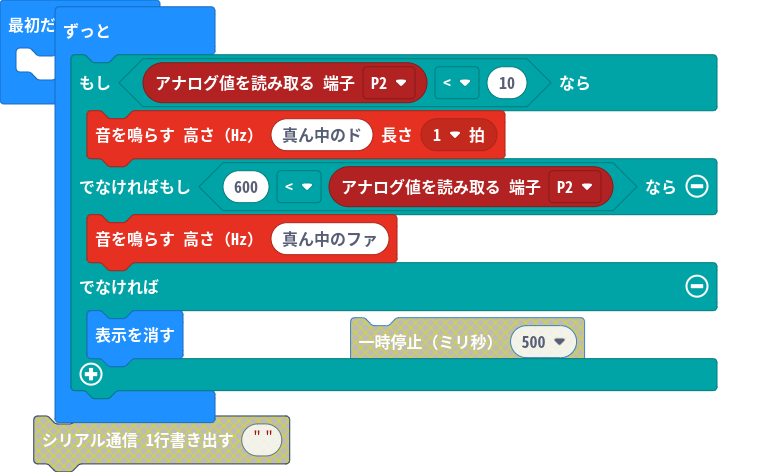 最初だ
ずっと
もし アナログ値を読み取る 端子 P2 < 10 なら
音を鳴らす 高さ（Hz） 真ん中のド 長さ 1 拍
でなければもし 600 < アナログ値を読み取る 端子 P2 なら
音を鳴らす 高さ（Hz） 真ん中のファ
でなければ
表示を消す
一時停止（ミリ秒） 500
シリアル通信 1行書き出す " "